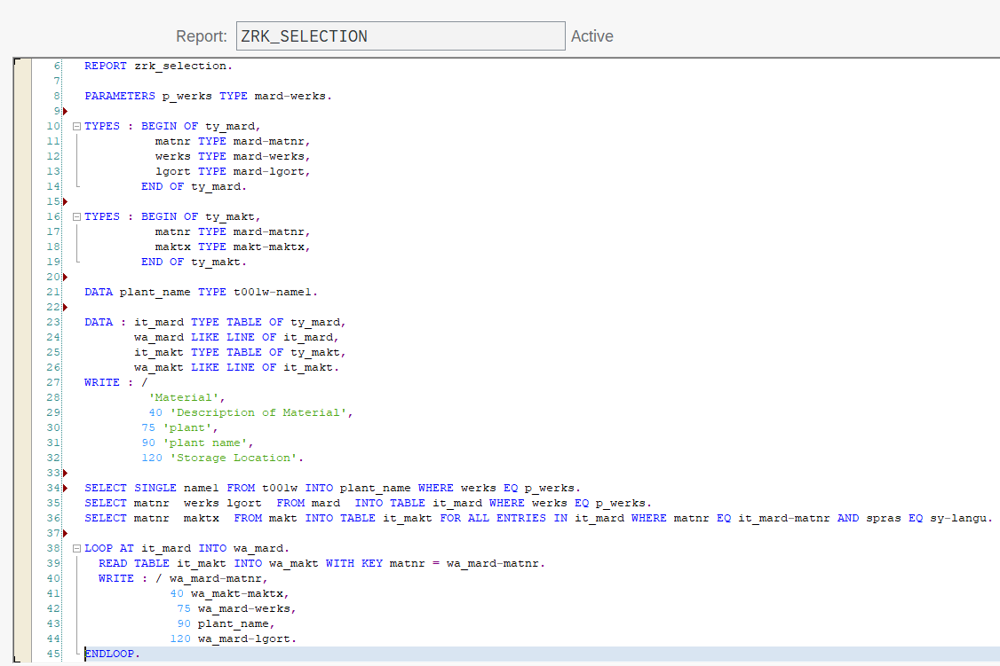 Report: ZRK_SELECTION Active
6 REPORT zrk_selection.
7
8 PARAMETERS p_werks TYPE mard-werks.
9
10 TYPES : BEGIN OF ty_mard,
11 matnr TYPE mard-matnr,
12 werks TYPE mard-werks,
13 lgort TYPE mard-lgort,
14 END OF ty_mard.
15
16 TYPES : BEGIN OF ty_makt,
17 matnr TYPE mard-matnr,
18 maktx TYPE makt-maktx,
19 END OF ty_makt.
20
21 DATA plant_name TYPE t001w-name1.
22
23 DATA : it_mard TYPE TABLE OF ty_mard,
24 wa_mard LIKE LINE OF it_mard,
25 it_makt TYPE TABLE OF ty_makt,
26 wa_makt LIKE LINE OF it_makt.
27 WRITE : /
28 'Material',
29 40 'Description of Material',
30 75 'plant',
31 90 'plant name',
32 120 'Storage Location'.
33
34 SELECT SINGLE name1 FROM t001w INTO plant_name WHERE werks EQ p_werks.
35 SELECT matnr werks lgort FROM mard INTO TABLE it_mard WHERE werks EQ p_werks.
36 SELECT matnr maktx FROM makt INTO TABLE it_makt FOR ALL ENTRIES IN it_mard WHERE matnr EQ it_mard-matnr AND spras EQ sy-langu.
37
38 LOOP AT it_mard INTO wa_mard.
39 READ TABLE it_makt INTO wa_makt WITH KEY matnr = wa_mard-matnr.
40 WRITE : / wa_mard-matnr,
41 40 wa_makt-maktx,
42 75 wa_mard-werks,
43 90 plant_name,
44 120 wa_mard-lgort.
45 ENDLOOP.